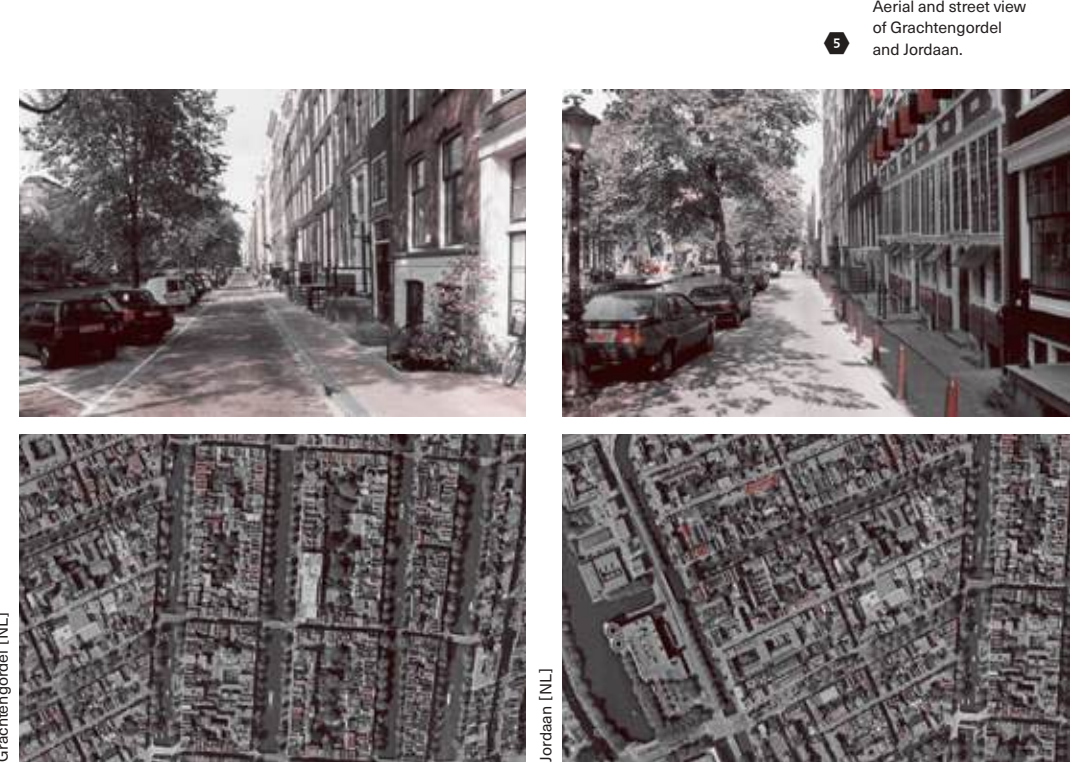 Aerial and street view
of Grachtengordel
and Jordaan.
5
Grachtengordel [NL]
Jordaan [NL]